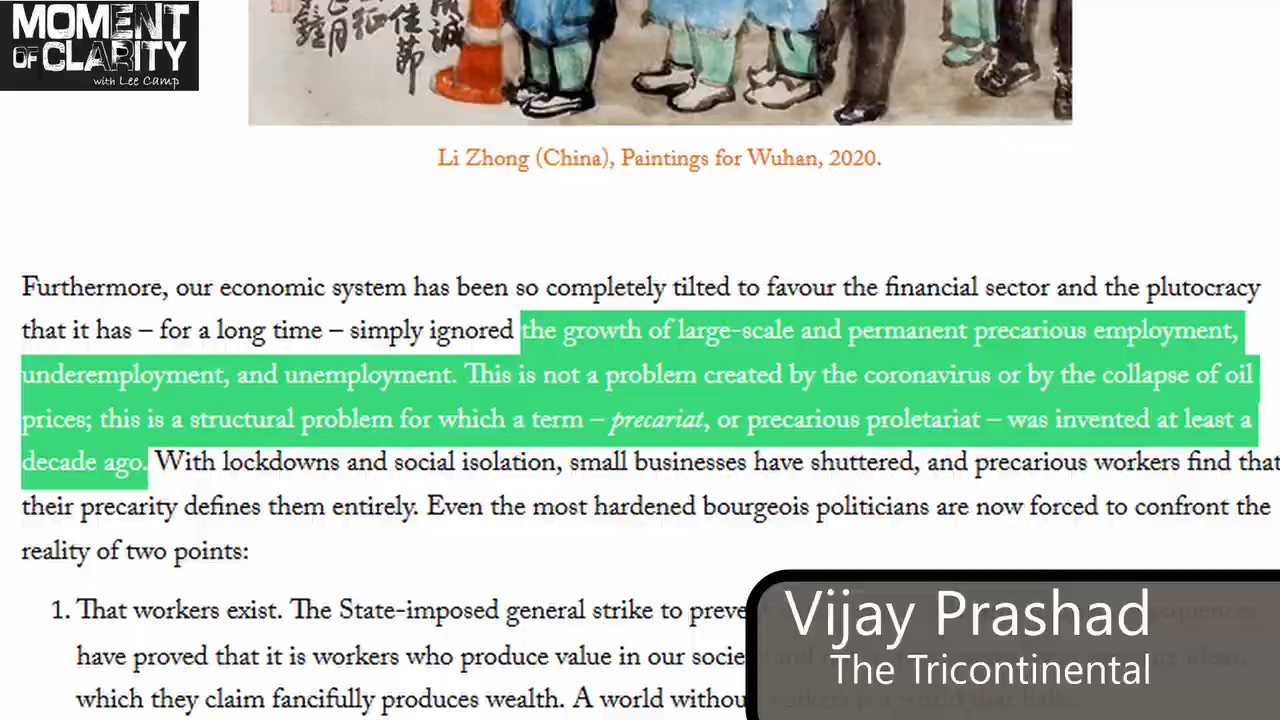 MOMENT
OF CLARITY
with Lee Camp
Li Zhong (China), Paintings for Wuhan, 2020.
Furthermore, our economic system has been so completely tilted to favour the financial sector and the plutocracy
that it has – for a long time – simply ignored the growth of large-scale and permanent precarious employment,
underemployment, and unemployment. This is not a problem created by the coronavirus or by the collapse of oil
prices; this is a structural problem for which a term – precariat, or precarious proletariat – was invented at least a
decade ago. With lockdowns and social isolation, small businesses have shuttered, and precarious workers find that
their precarity defines them entirely. Even the most hardened bourgeois politicians are now forced to confront the
reality of two points:
1. That workers exist. The State-imposed general strike to
have proved that it is workers who produce value in our
which they claim fancifully produces wealth. A world
Vijay Prashad
The Tricontinental